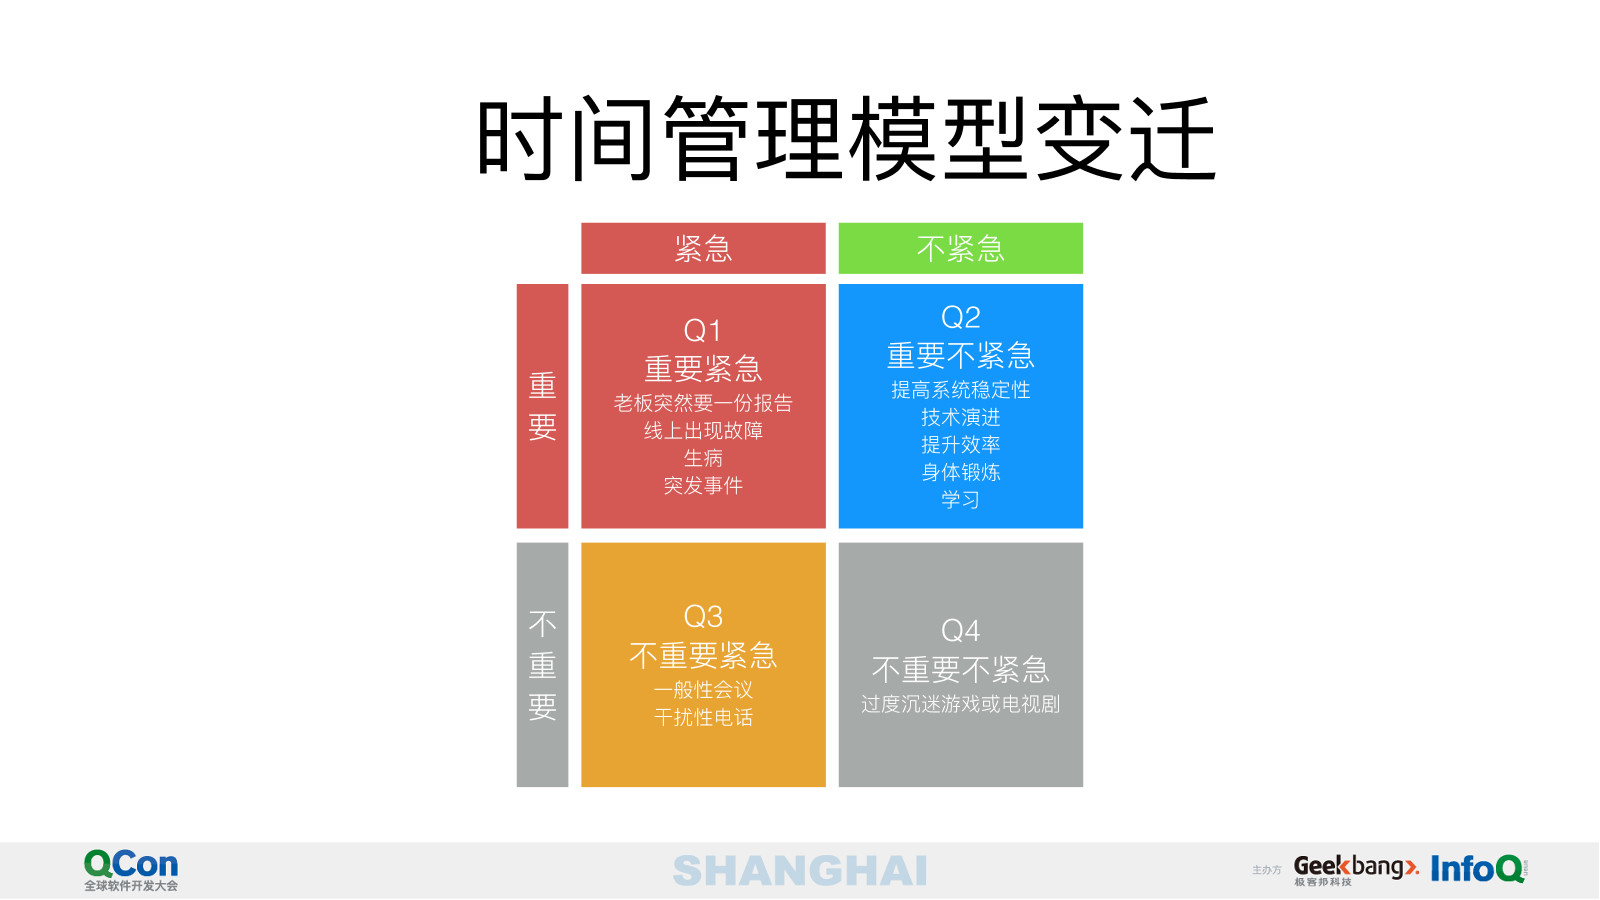 时间管理模型变迁
紧急
不紧急
重要
Q1
重要紧急
老板突然要一份报告
线上出现故障
生病
突发事件
Q2
重要不紧急
提高系统稳定性
技术演进
提升效率
身体锻炼
学习
不重要
Q3
不重要紧急
一般性会议
干扰性电话
Q4
不重要不紧急
过度沉迷游戏或电视剧
QCon
全球软件开发大会
SHANGHAI
主办方
Geekbang>.
极客邦科技
InfoQ